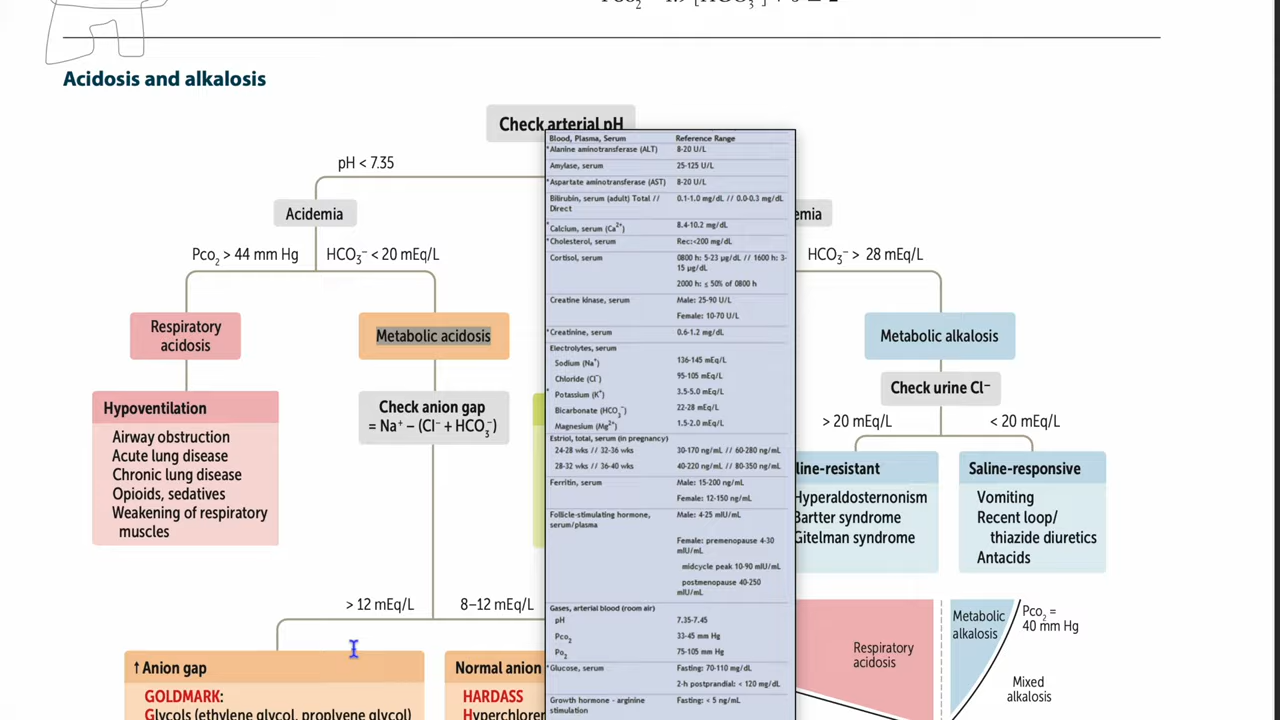 Acidosis and alkalosis
Check arterial pH
pH < 7.35
Acidemia
emia
Pco₂ > 44 mm Hg
HCO₃⁻ < 20 mEq/L
HCO₃⁻ > 28 mEq/L
Respiratory
acidosis
Metabolic acidosis
Metabolic alkalosis
Hypoventilation
Airway obstruction
Acute lung disease
Chronic lung disease
Opioids, sedatives
Weakening of respiratory
muscles
Check anion gap
= Na⁺ − (Cl⁻ + HCO₃⁻)
Check urine Cl⁻
> 20 mEq/L
< 20 mEq/L
line-resistant
Hyperaldosteronism
Bartter syndrome
Gitelman syndrome
Saline-responsive
Vomiting
Recent loop/
thiazide diuretics
Antacids
> 12 mEq/L
8–12 mEq/L
↑ Anion gap
GOLDMARK:
Glycols (ethylene glycol, propylene glycol)
Normal anion
HARDASS
Hyperchlorem
Respiratory
acidosis
Metabolic
alkalosis
Pco₂ =
40 mm Hg
Mixed
alkalosis
Blood, Plasma, Serum Reference Range
*Alanine aminotransferase (ALT) 8-20 U/L
Amylase, serum 25-125 U/L
*Aspartate aminotransferase (AST) 8-20 U/L
Bilirubin, serum (adult) Total // 0.1-1.0 mg/dL // 0.0-0.3 mg/dL
Direct
*Calcium, serum (Ca²⁺) 8.4-10.2 mg/dL
*Cholesterol, serum Rec:<200 mg/dL
Cortisol, serum 0800 h: 5-23 µg/dL // 1600 h: 3-
15 µg/dL
2000 h: ≤ 50% of 0800 h
Creatine kinase, serum Male: 25-90 U/L
Female: 10-70 U/L
*Creatinine, serum 0.6-1.2 mg/dL
Electrolytes, serum
Sodium (Na⁺) 136-145 mEq/L
Chloride (Cl⁻) 95-105 mEq/L
* Potassium (K⁺) 3.5-5.0 mEq/L
Bicarbonate (HCO₃⁻) 22-28 mEq/L
Magnesium (Mg²⁺) 1.5-2.0 mEq/L
Estriol, total, serum (in pregnancy)
24-28 wks // 32-36 wks 30-170 ng/mL // 60-280 ng/mL
28-32 wks // 36-40 wks 40-220 ng/mL // 80-350 ng/mL
Ferritin, serum Male: 15-200 ng/mL
Female: 12-150 ng/mL
Follicle-stimulating hormone, Male: 4-25 mIU/mL
serum/plasma
Female: premenopause 4-30
mIU/mL
midcycle peak 10-90 mIU/mL
postmenopause 40-250
mIU/mL
Gases, arterial blood (room air)
pH 7.35-7.45
Pco₂ 33-45 mm Hg
Po₂ 75-105 mm Hg
*Glucose, serum Fasting: 70-110 mg/dL
2-h postprandial: < 120 mg/dL
Growth hormone - arginine Fasting: < 5 ng/mL
stimulation